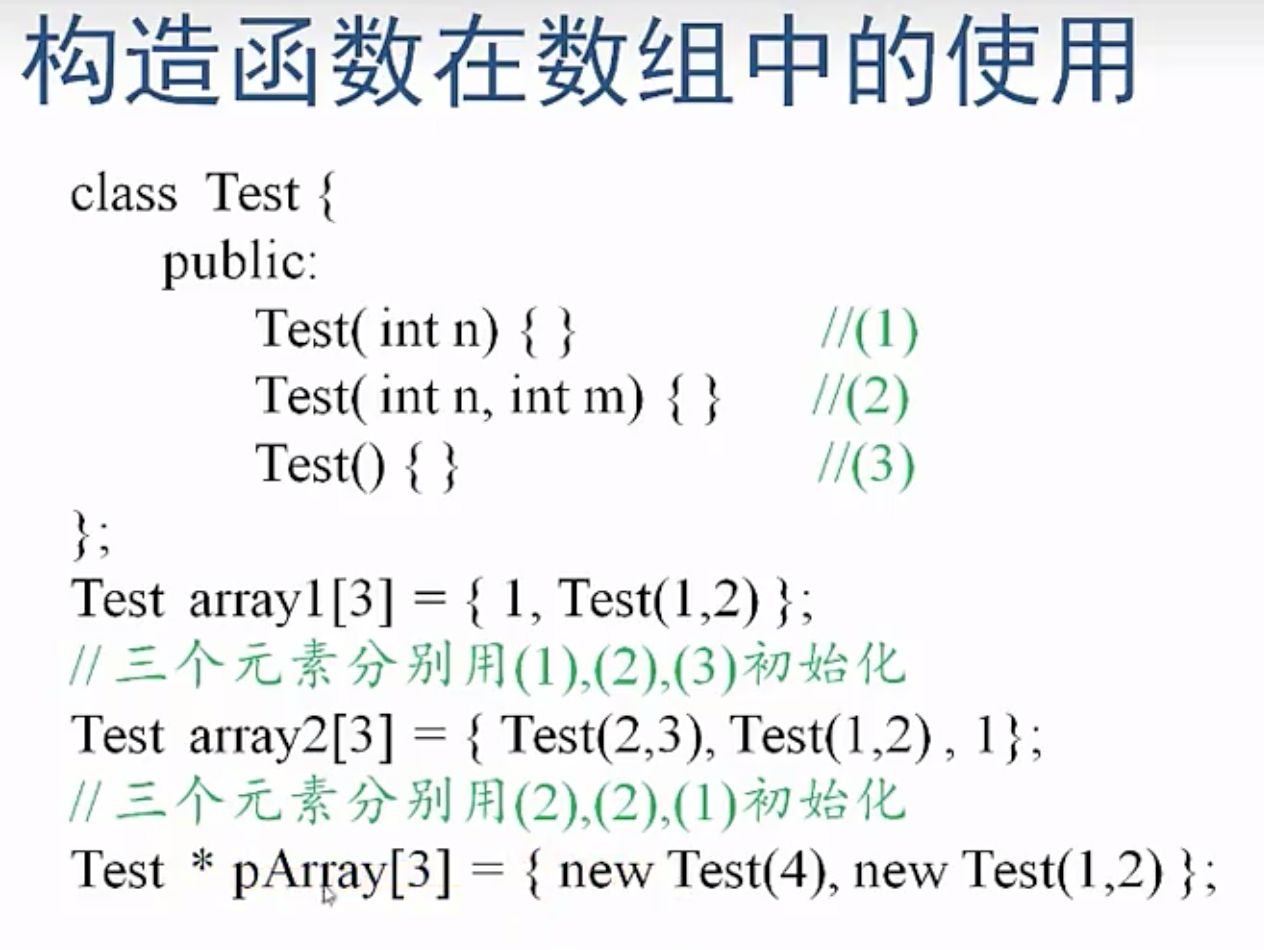 构造函数在数组中的使用
class Test {
public:
Test( int n) { } //(1)
Test( int n, int m) { } //(2)
Test() { } //(3)
};
Test array1[3] = { 1, Test(1,2) };
// 三个元素分别用(1),(2),(3)初始化
Test array2[3] = { Test(2,3), Test(1,2) , 1};
// 三个元素分别用(2),(2),(1)初始化
Test * pArray[3] = { new Test(4), new Test(1,2) };